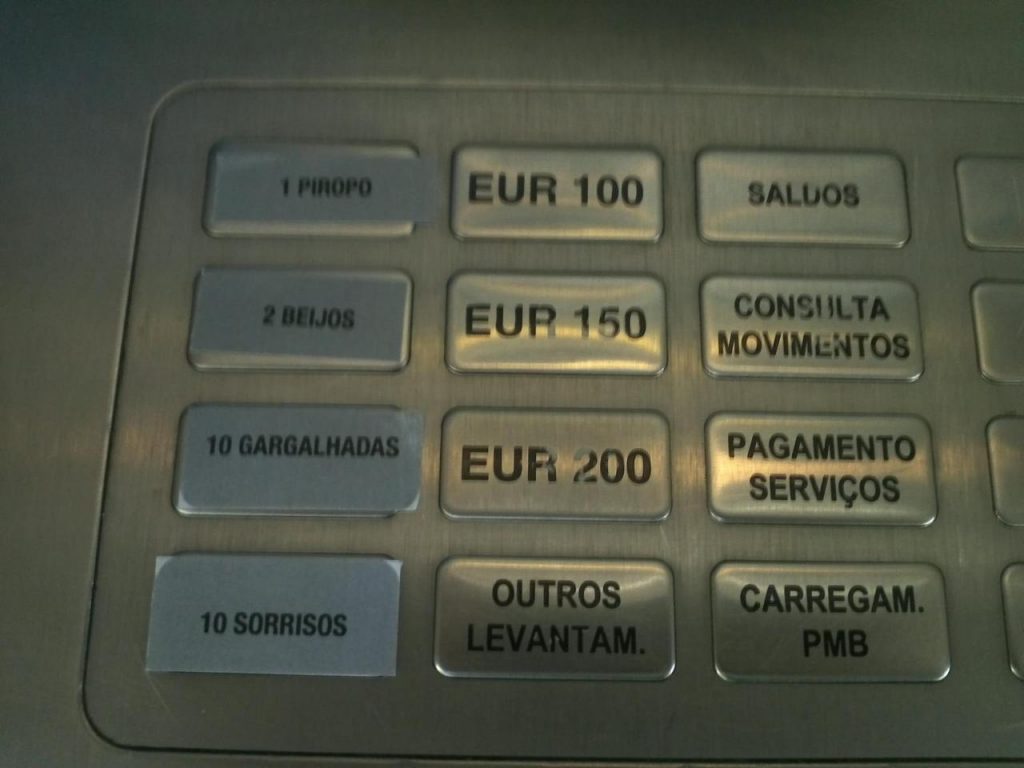 1 PIROPO
EUR 100
SALDOS
2 BEIJOS
EUR 150
CONSULTA
MOVIMENTOS
10 GARGALHADAS
EUR 200
PAGAMENTO
SERVIÇOS
10 SORRISOS
OUTROS
LEVANTAM.
CARREGAM.
PMB